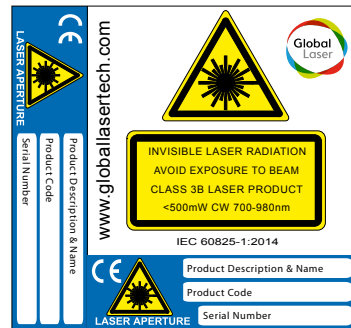 LASER APERTURE
CE
Serial Number
Product Code
Product Description & Name
www.globallasertech.com
Global
Laser
INVISIBLE LASER RADIATION
AVOID EXPOSURE TO BEAM
CLASS 3B LASER PRODUCT
<500mW CW 700-980nm
IEC 60825-1:2014
CE
LASER APERTURE
Product Description & Name
Product Code
Serial Number